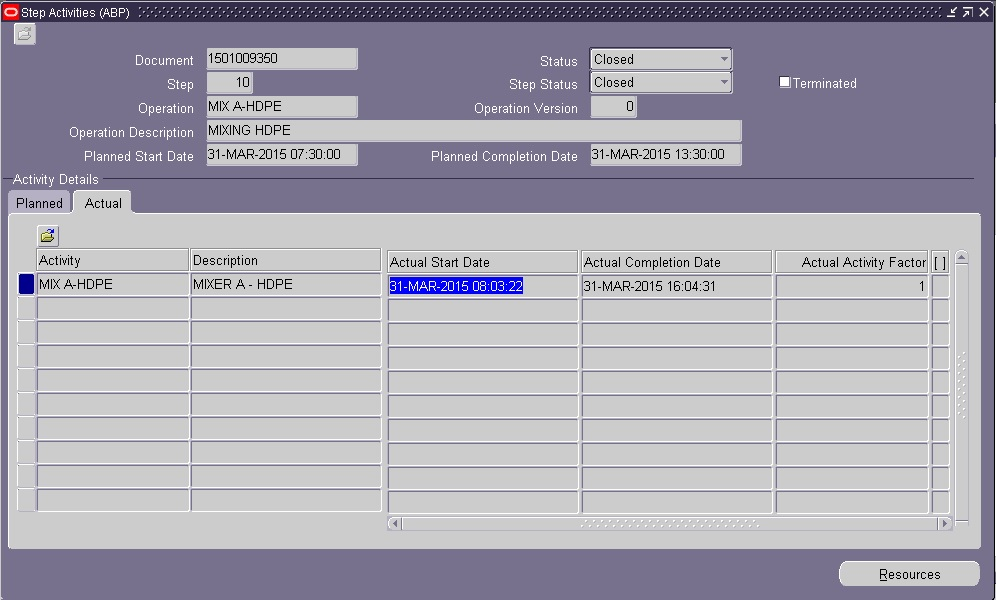 Step Activities (ABP)
Document 1501009350 Status Closed
Step 10 Step Status Closed Terminated
Operation MIX A-HDPE Operation Version 0
Operation Description MIXING HDPE
Planned Start Date 31-MAR-2015 07:30:00 Planned Completion Date 31-MAR-2015 13:30:00
Activity Details
Planned Actual
Activity Description Actual Start Date Actual Completion Date Actual Activity Factor [ ]
MIX A-HDPE MIXER A - HDPE 31-MAR-2015 08:03:22 31-MAR-2015 16:04:31 1
Resources